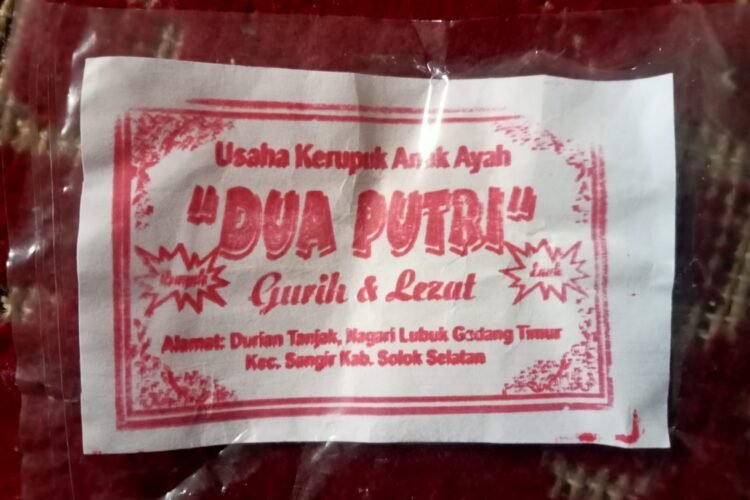 Usaha Kerupuk Anak Ayah
"DUA PUTRI"
Gurih & Lezat
Enak
Alamat: Durian Tanjak, Nagari Lubuk Gadang Timur
Kec. Sangir Kab. Solok Selatan